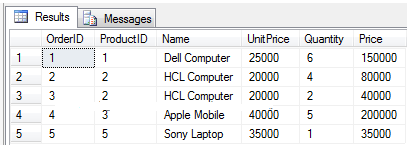 Results Messages
OrderID ProductID Name UnitPrice Quantity Price
1 1 1 Dell Computer 25000 6 150000
2 2 2 HCL Computer 20000 4 80000
3 3 2 HCL Computer 20000 2 40000
4 4 3 Apple Mobile 40000 5 200000
5 5 5 Sony Laptop 35000 1 35000